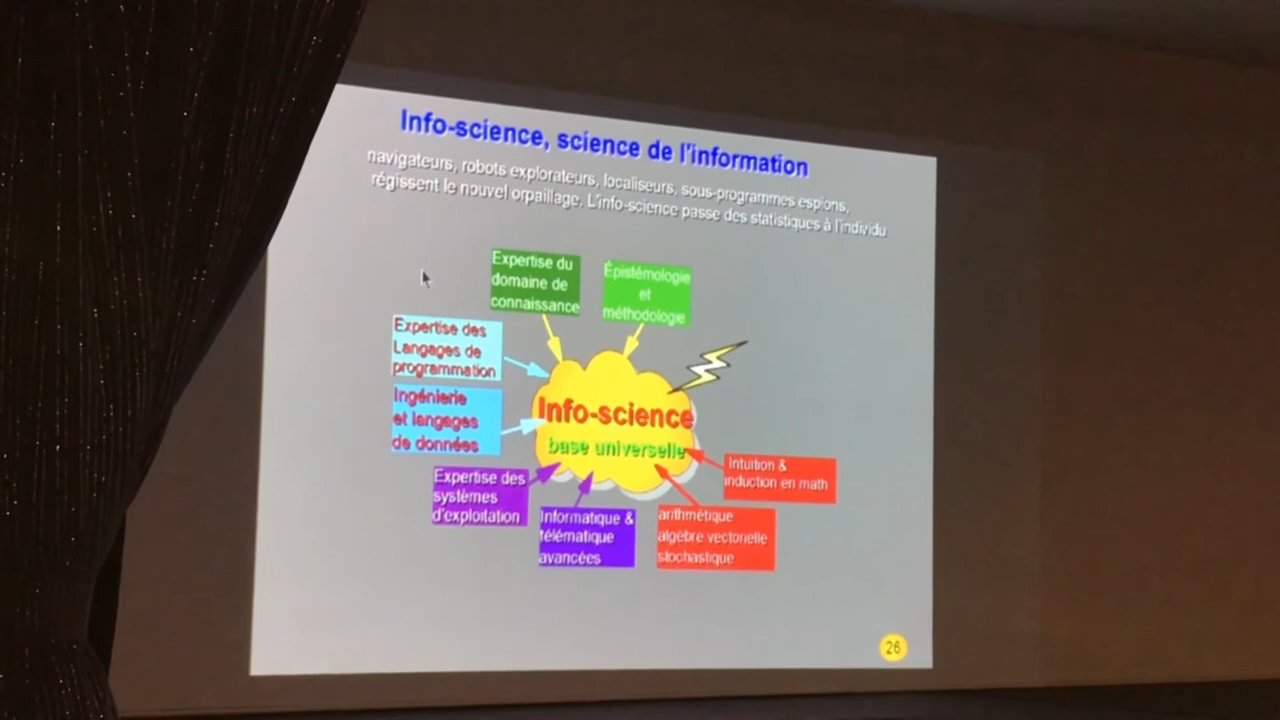 Info-science, science de l'information
navigateurs, robots explorateurs, localiseurs, sous-programmes espions,
régissent le nouvel orpaillage. L'info-science passe des statistiques à l'individu
Expertise du
domaine de
connaissance
Épistémologie
et
méthodologie
Expertise des
Langages de
programmation
Ingénierie
et langages
de données
Info-science
base universelle
Intuition &
induction en math
Expertise des
systèmes
d'exploitation
Informatique &
télématique
avancées
arithmétique
algèbre vectorielle
stochastique
26